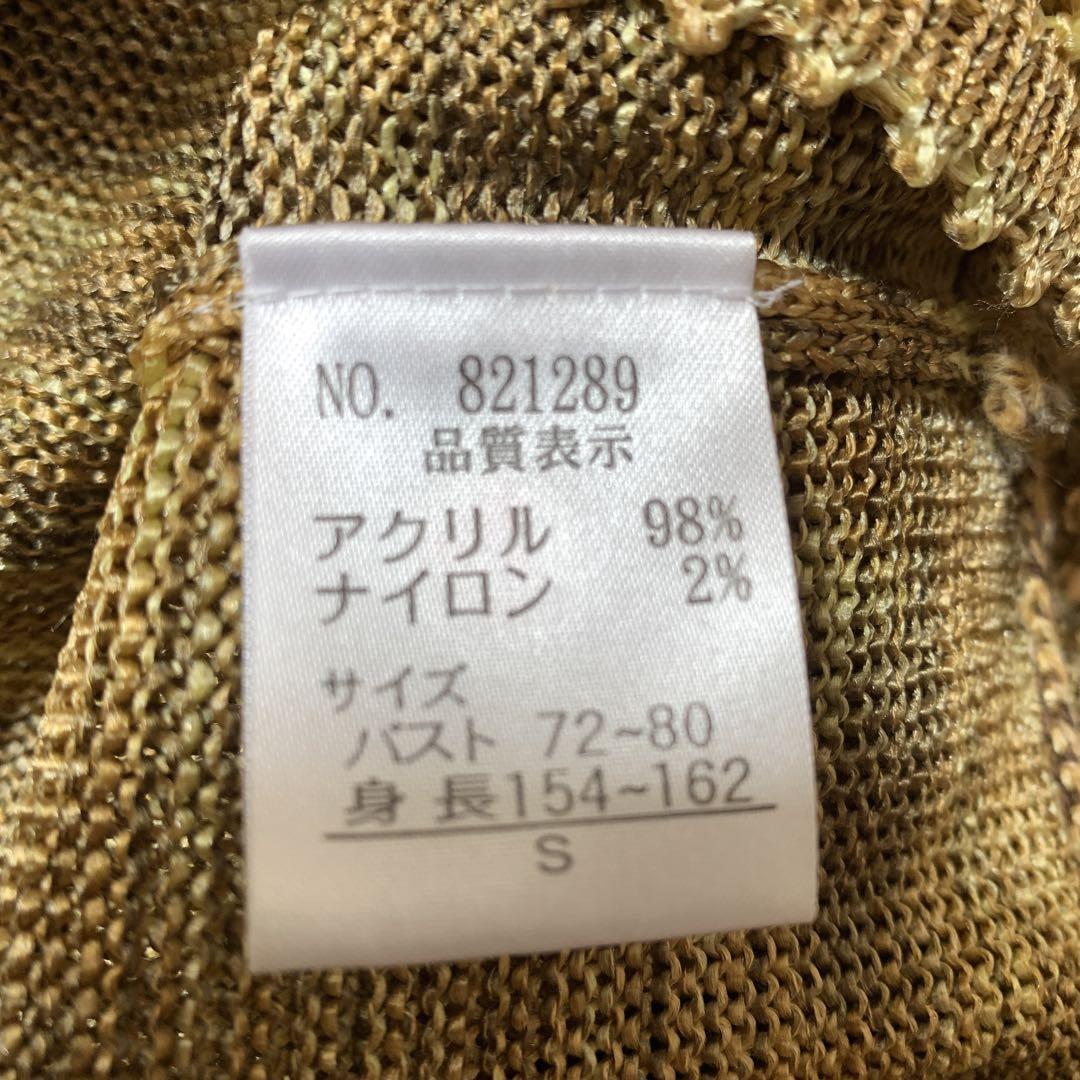 NO. 821289
品質表示
アクリル 98%
ナイロン 2%
サイズ
バスト 72~80
身長154~162
S